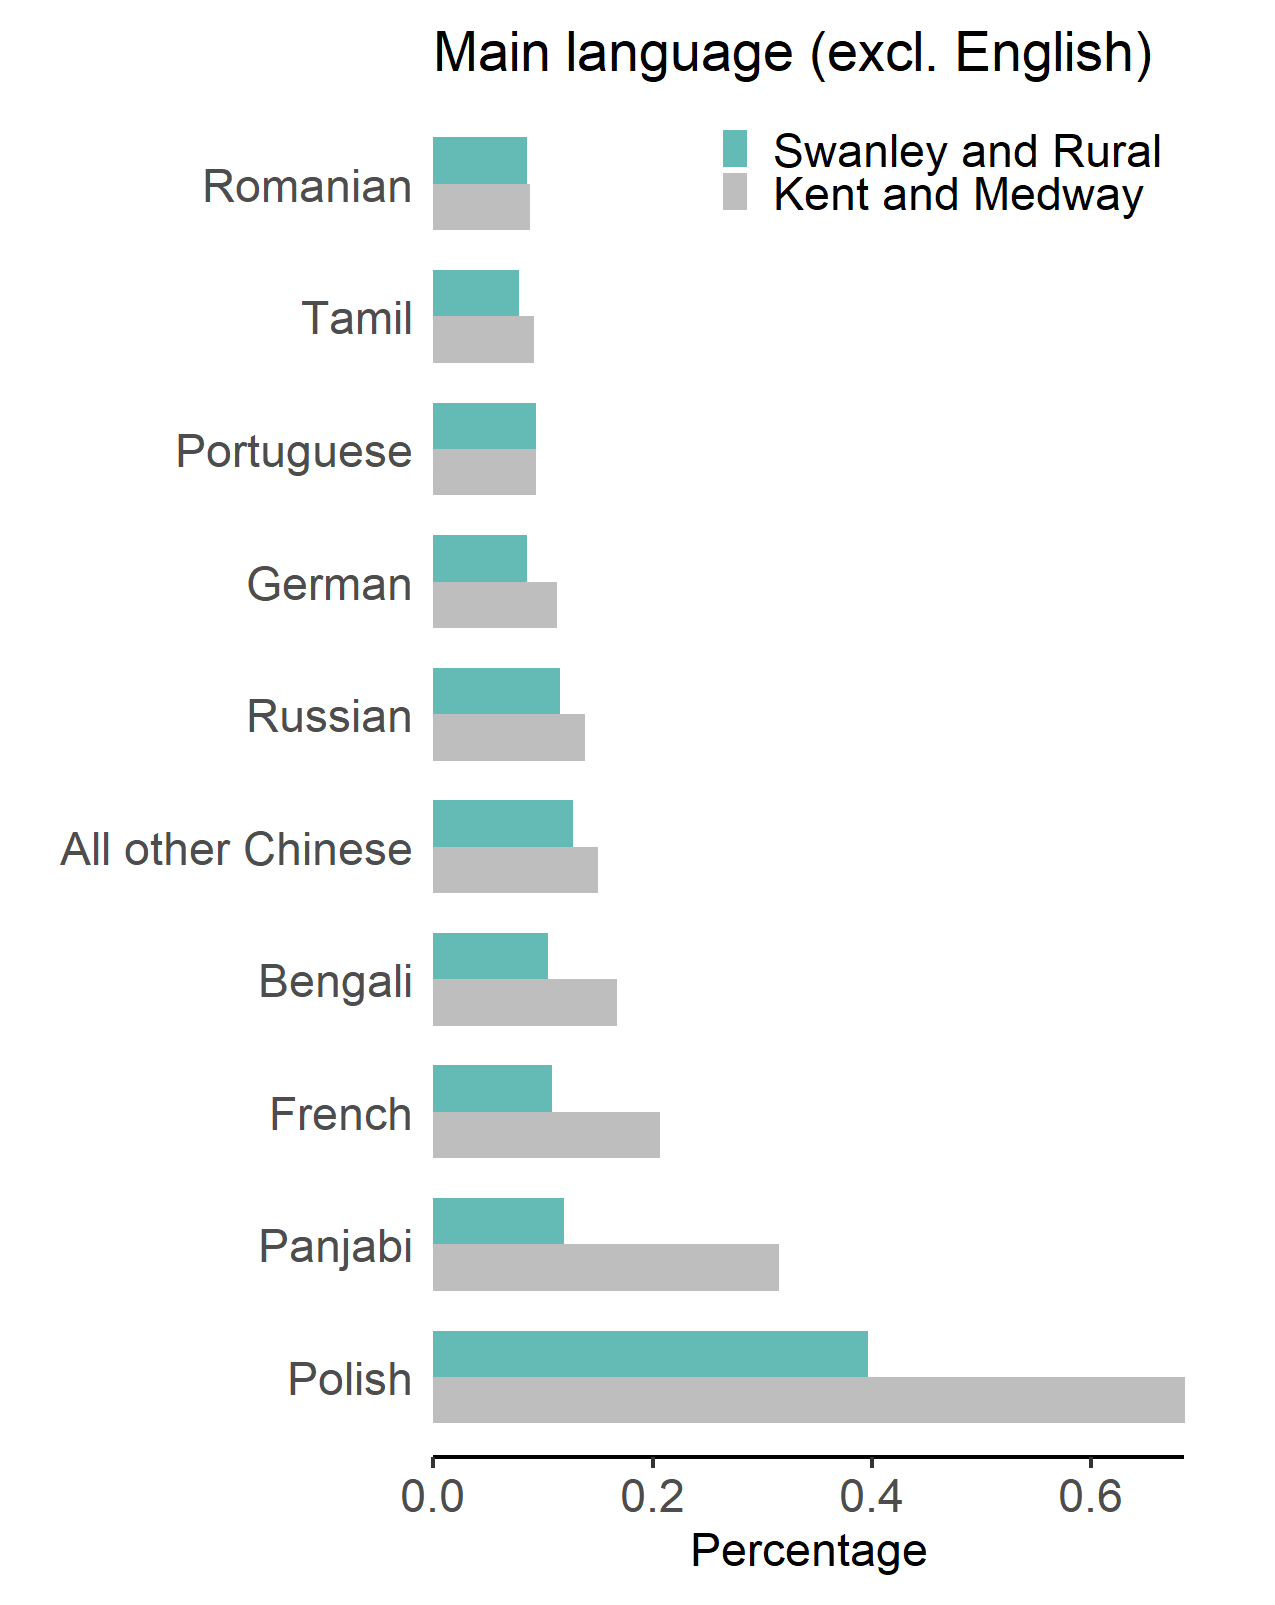 Main language (excl. English)
Swanley and Rural
Kent and Medway
Romanian
Tamil
Portuguese
German
Russian
All other Chinese
Bengali
French
Panjabi
Polish
0.0 0.2 0.4 0.6
Percentage